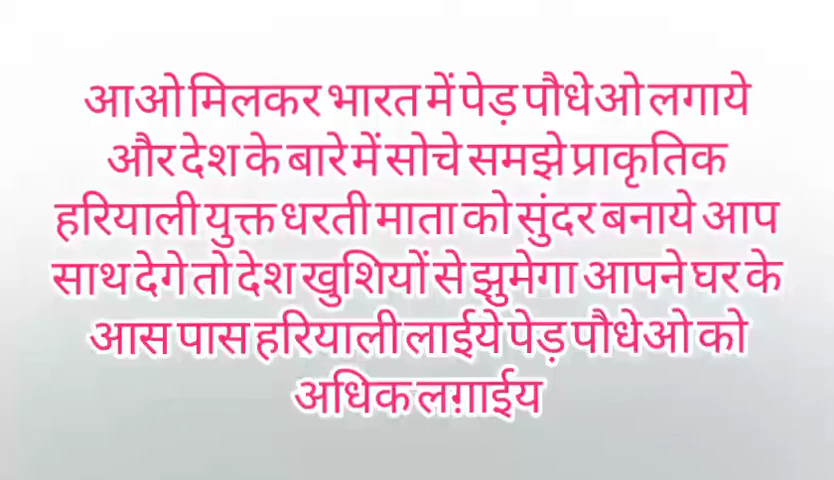 आओ मिलकर भारत में पेड़ पौधेओ लगाये
और देश के बारे में सोचे समझे प्राकृतिक
हरियाली युक्त धरती माता को सुंदर बनाये आप
साथ देगे तो देश खुशियों से झुमेगा आपने घर के
आस पास हरियाली लाईये पेड़ पौधेओ को
अधिक लग़ाईय